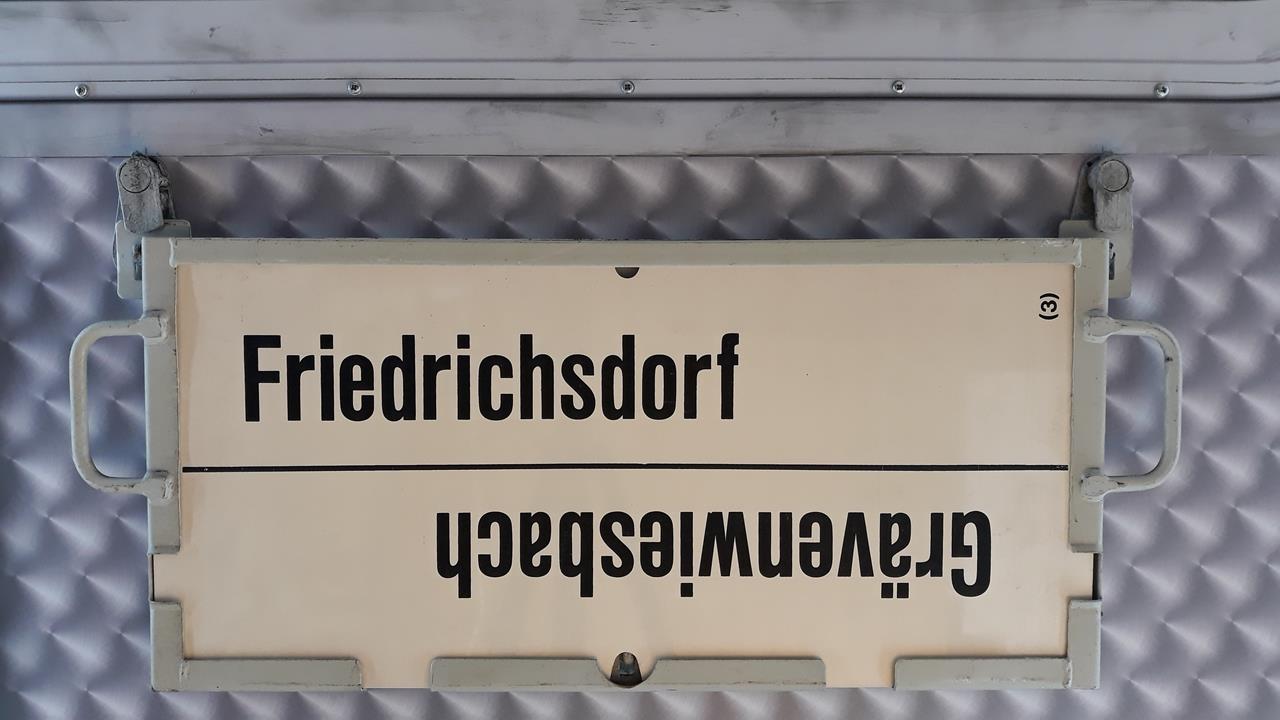 (3)
Friedrichsdorf
Grävenwiesbach